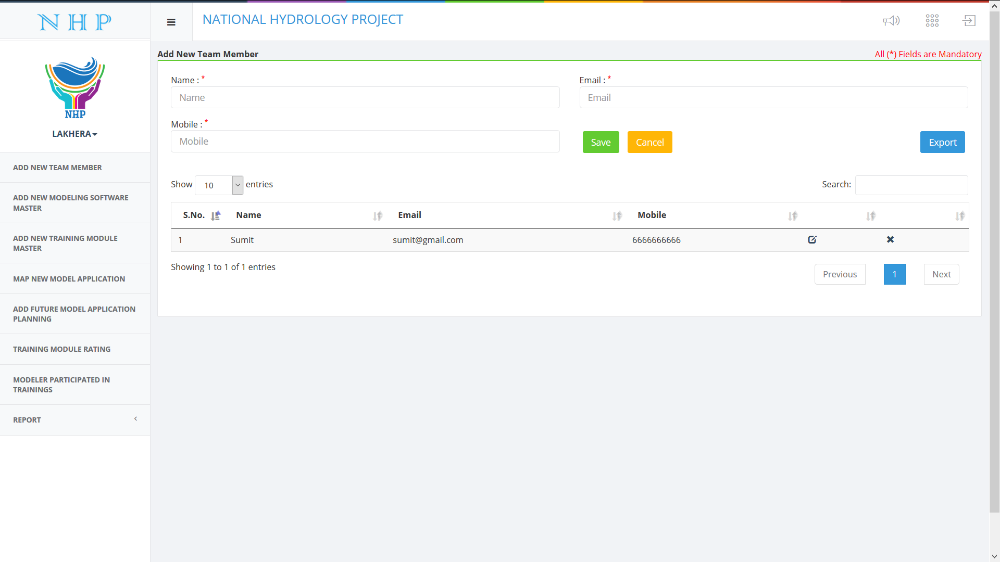 N H P
NATIONAL HYDROLOGY PROJECT
NHP
LAKHERA
ADD NEW TEAM MEMBER
ADD NEW MODELING SOFTWARE
MASTER
ADD NEW TRAINING MODULE
MASTER
MAP NEW MODEL APPLICATION
ADD FUTURE MODEL APPLICATION
PLANNING
TRAINING MODULE RATING
MODELER PARTICIPATED IN
TRAININGS
REPORT
Add New Team Member
All (*) Fields are Mandatory
Name : *
Email : *
Name
Email
Mobile : *
Mobile
Save Cancel Export
Show 10 entries
Search:
S.No. Name Email Mobile
1 Sumit sumit@gmail.com 6666666666
Showing 1 to 1 of 1 entries
Previous 1 Next